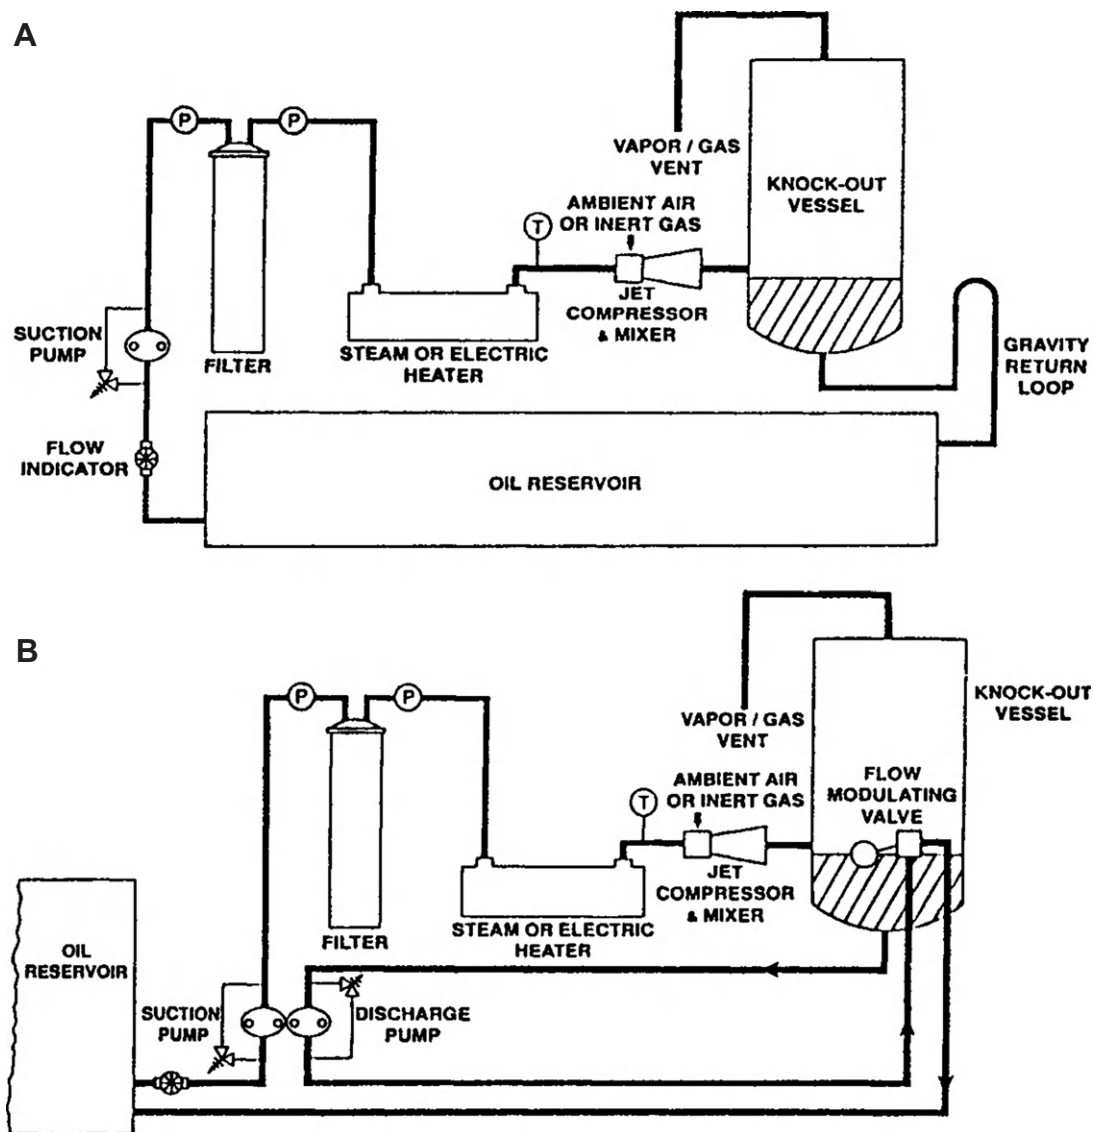 A
P
P
VAPOR / GAS
VENT
KNOCK-OUT
VESSEL
AMBIENT AIR
OR INERT GAS
T
JET
COMPRESSOR
& MIXER
SUCTION
PUMP
FILTER
STEAM OR ELECTRIC
HEATER
GRAVITY
RETURN
LOOP
FLOW
INDICATOR
OIL RESERVOIR
B
P
P
KNOCK-OUT
VESSEL
VAPOR / GAS
VENT
FLOW
MODULATING
VALVE
AMBIENT AIR
OR INERT GAS
T
JET
COMPRESSOR
& MIXER
FILTER
STEAM OR ELECTRIC
HEATER
OIL
RESERVOIR
SUCTION
PUMP
DISCHARGE
PUMP